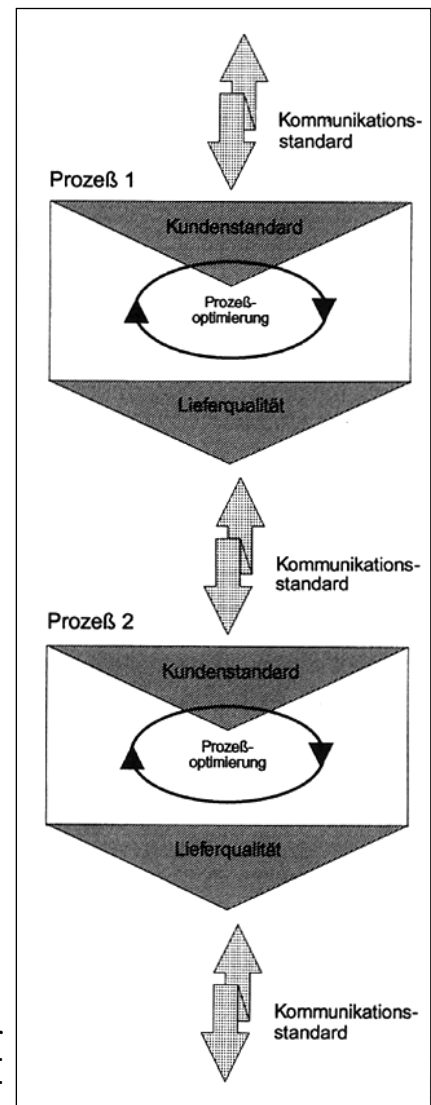 Kommunikations-
standard
Prozeß 1
Kundenstandard
Prozeß-
optimierung
Lieferqualität
Kommunikations-
standard
Prozeß 2
Kundenstandard
Prozeß-
optimierung
Lieferqualität
Kommunikations-
standard